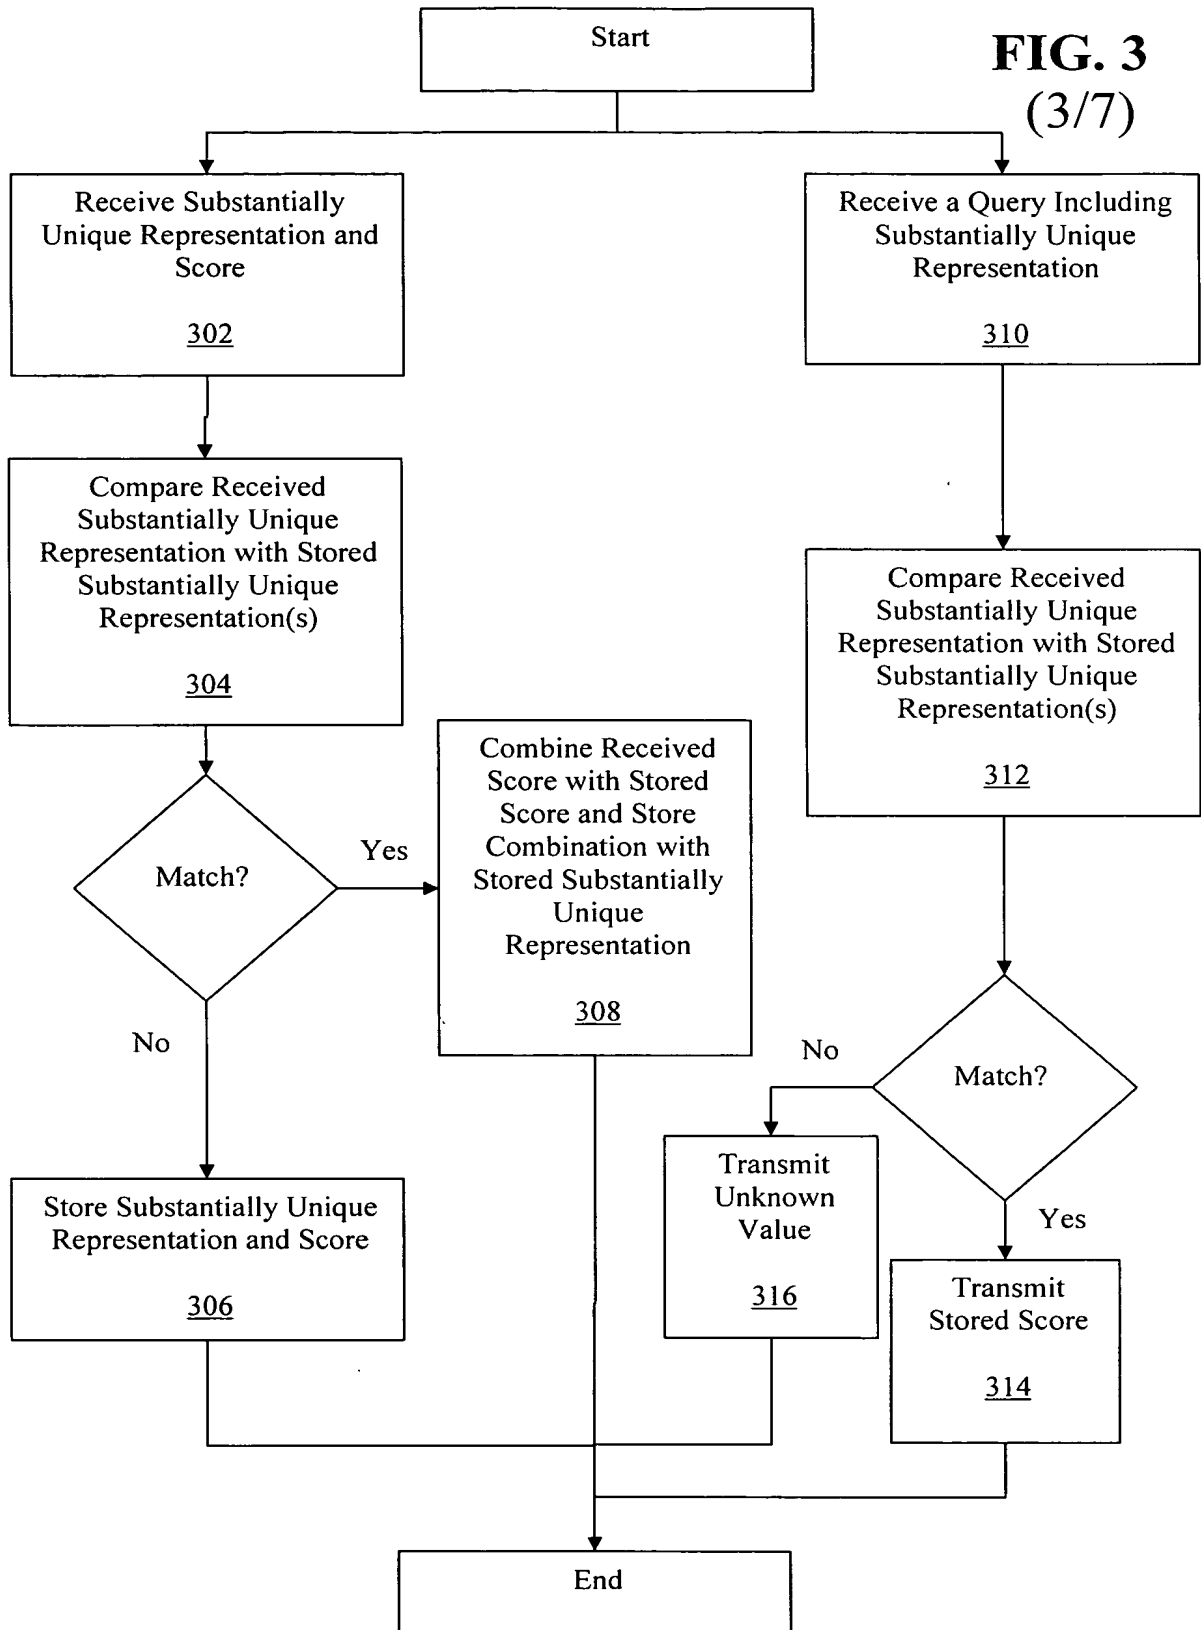 Start
FIG. 3
(3/7)
Receive Substantially
Unique Representation and
Score
302
Receive a Query Including
Substantially Unique
Representation
310
Compare Received
Substantially Unique
Representation with Stored
Substantially Unique
Representation(s)
304
Compare Received
Substantially Unique
Representation with Stored
Substantially Unique
Representation(s)
312
Match?
Yes
No
Combine Received
Score with Stored
Score and Store
Combination with
Stored Substantially
Unique
Representation
308
Match?
No
Yes
Store Substantially Unique
Representation and Score
306
Transmit
Unknown
Value
316
Transmit
Stored Score
314
End